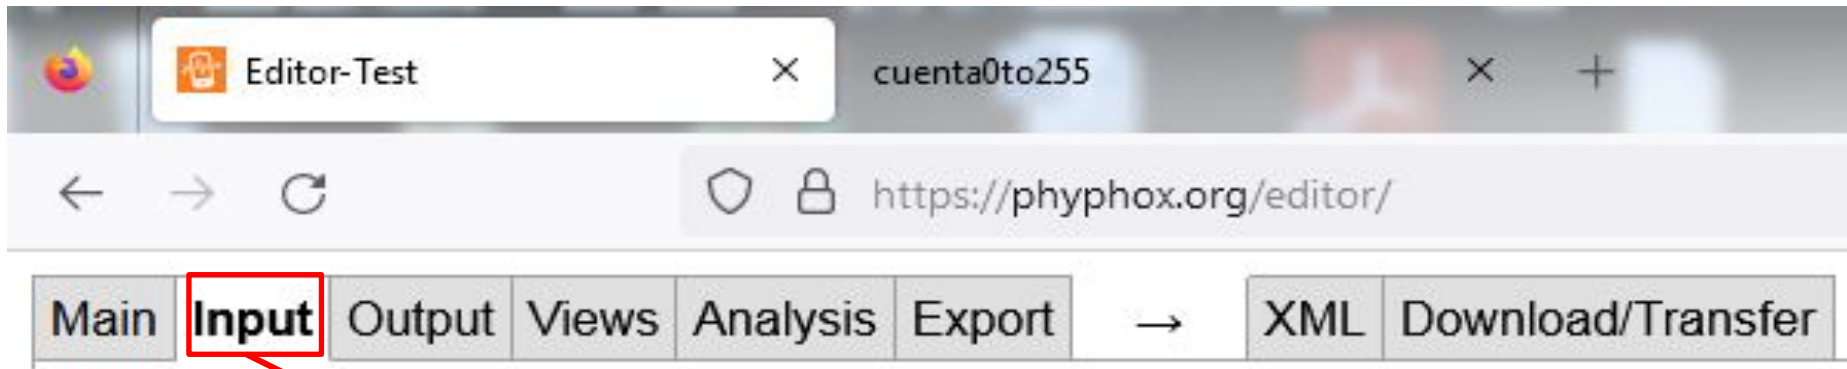 Editor-Test cuenta0to255
https://phyphox.org/editor/
Main Input Output Views Analysis Export → XML Download/Transfer